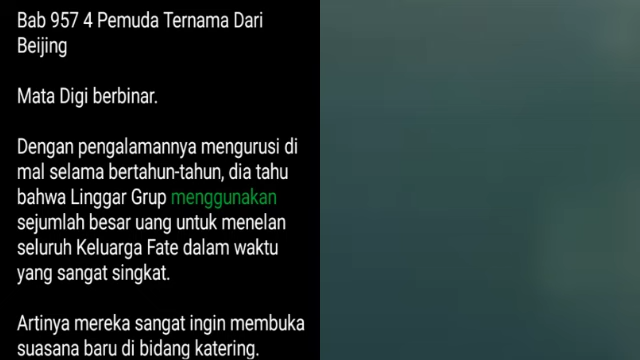 Bab 957 4 Pemuda Ternama Dari
Beijing
Mata Digi berbinar.
Dengan pengalamannya mengurusi di
mal selama bertahun-tahun, dia tahu
bahwa Linggar Grup menggunakan
sejumlah besar uang untuk menelan
seluruh Keluarga Fate dalam waktu
yang sangat singkat.
Artinya mereka sangat ingin membuka
suasana baru di bidang katering.